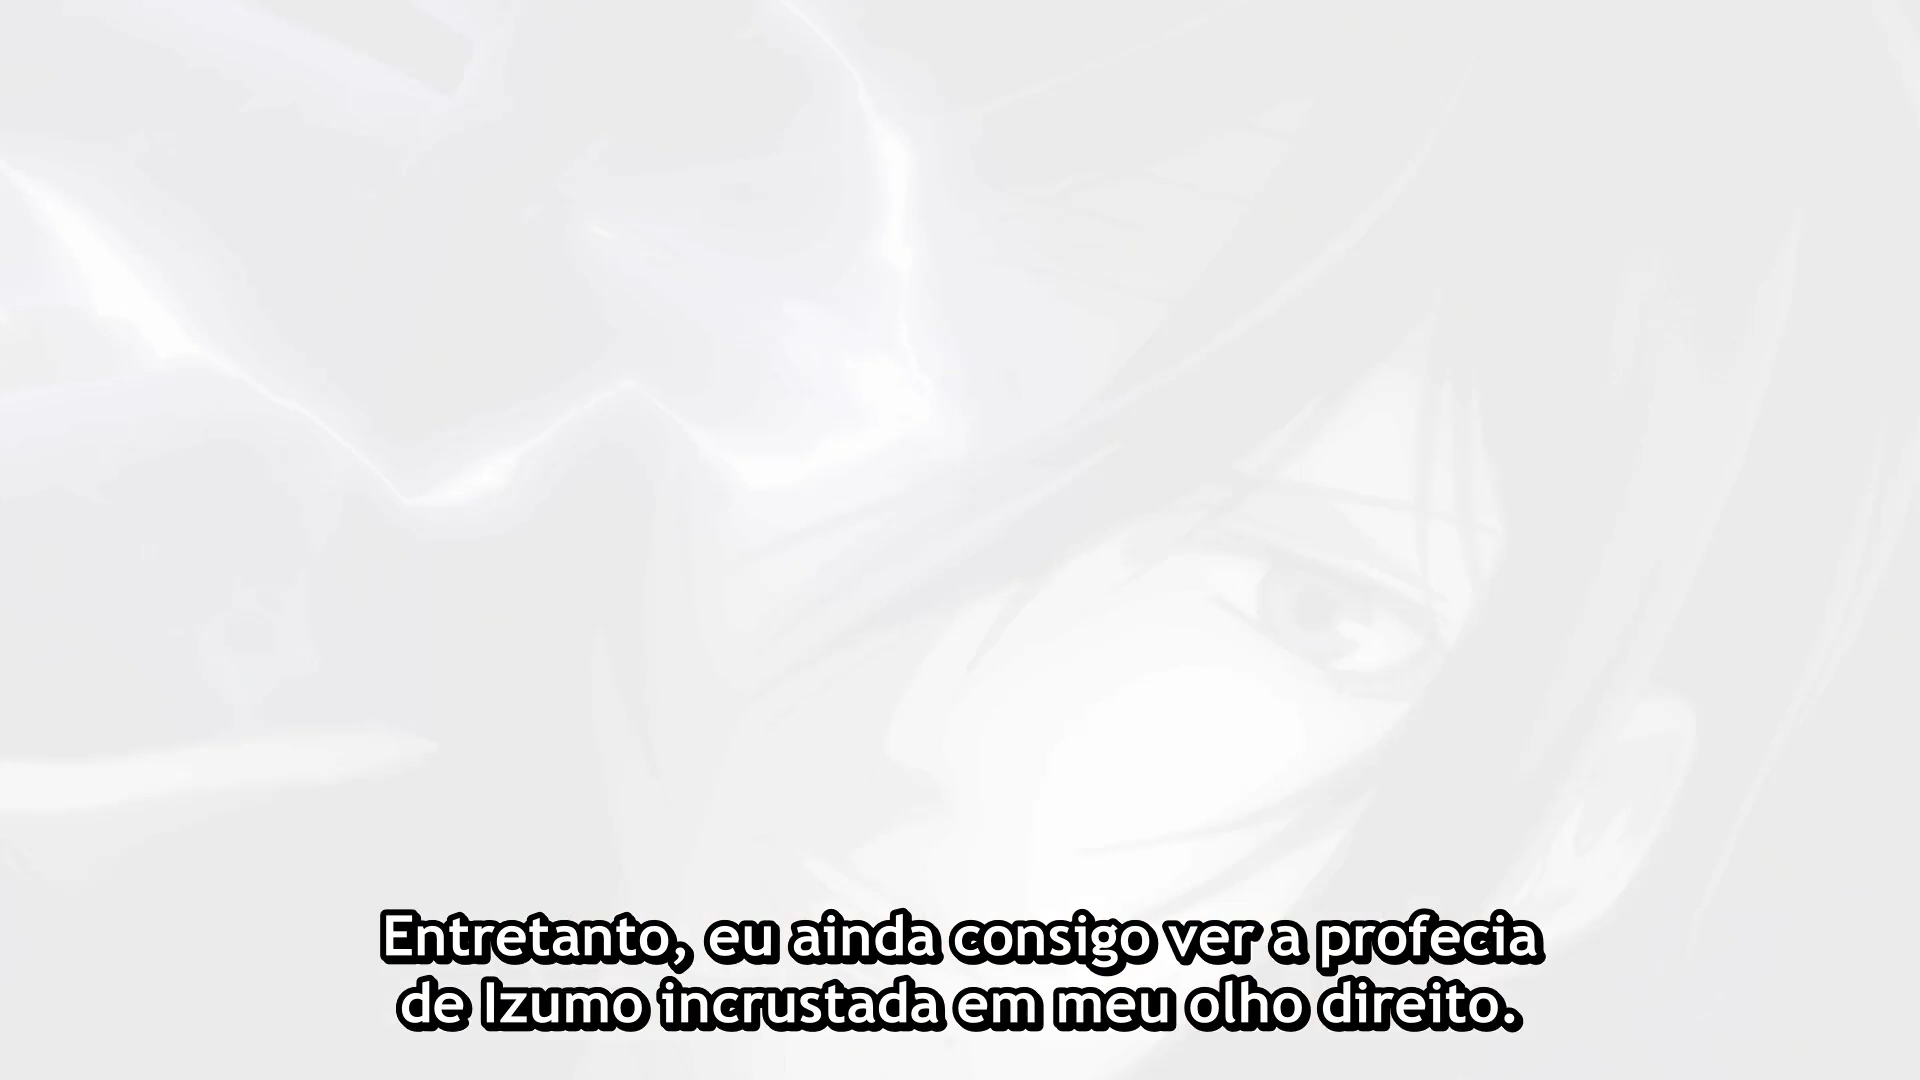 Entretanto, eu ainda consigo ver a profecia
de Izumo incrustada em meu olho direito.